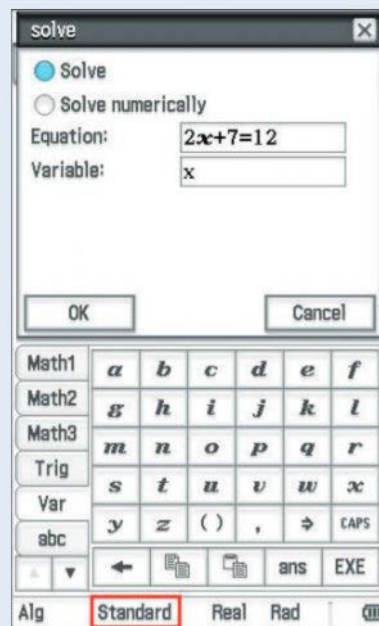 solve
Solve
Solve numerically
Equation: 2x+7=12
Variable: x
OK Cancel
Math1 a b c d e f
Math2 g h i j k l
Math3 m n o p q r
Trig s t u v w x
Var y z ( ) , ⇒ CAPS
abc ← ans EXE
Alg Standard Real Rad